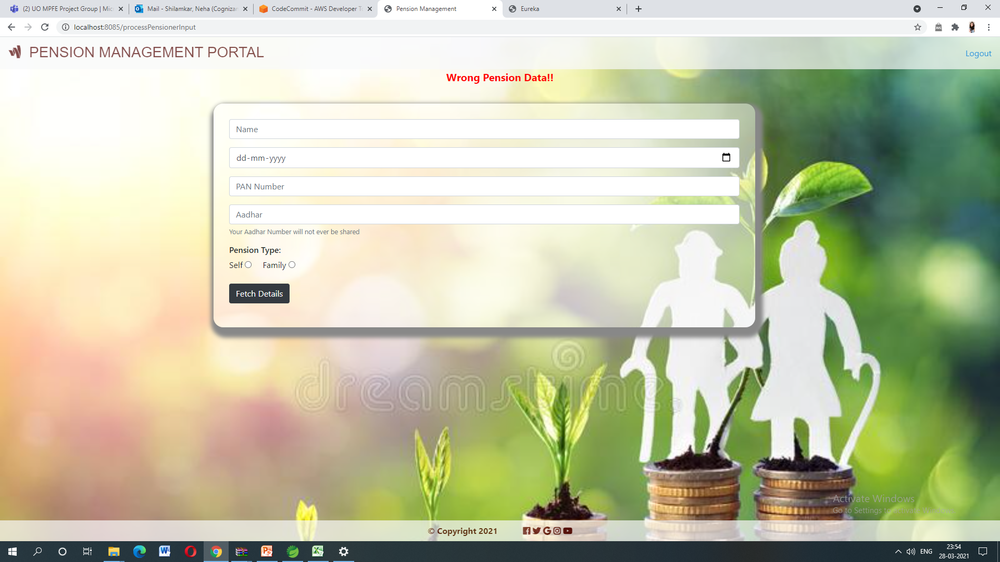 (2) UO MPFE Project Group | Mic
Mail - Shilamkar, Neha (Cognizan
CodeCommit - AWS Developer To
Pension Management
Eureka
localhost:8085/processPensionerInput
PENSION MANAGEMENT PORTAL
Logout
Wrong Pension Data!!
Name
dd-mm-yyyy
PAN Number
Aadhar
Your Aadhar Number will not ever be shared
Pension Type:
Self Family
Fetch Details
dreamstime
Activate Windows
Go to Settings to activate Windows.
© Copyright 2021
ENG
23:54
28-03-2021